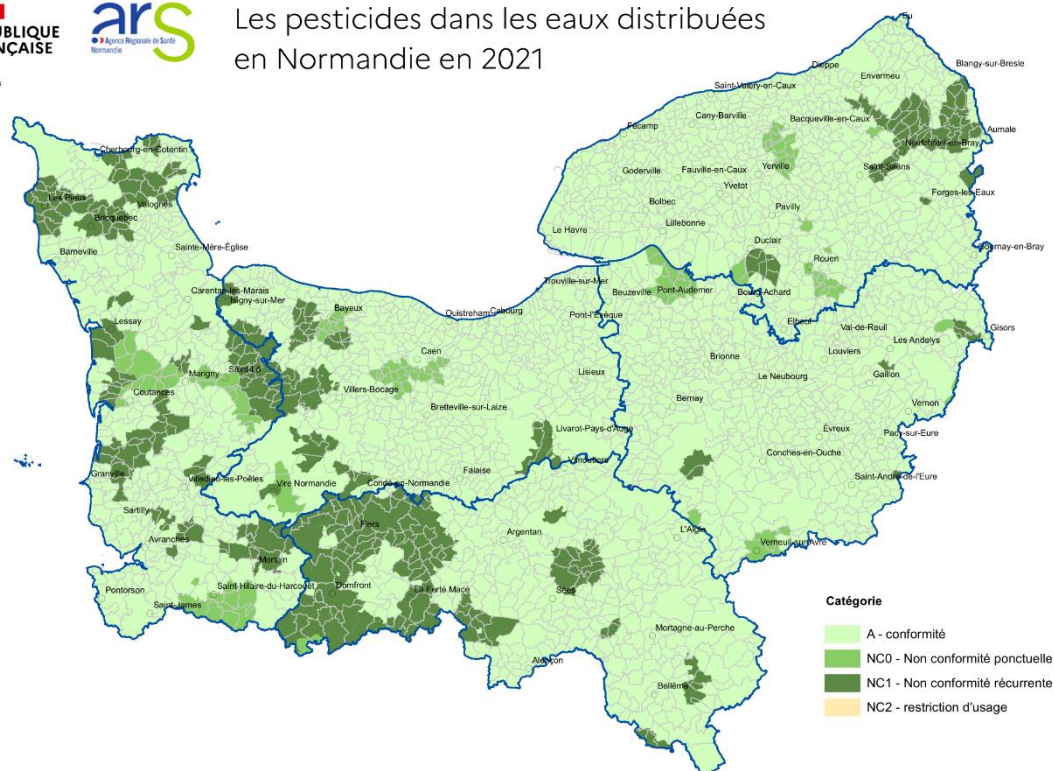 PUBLIQUE
NÇAISE
ars
Agence Régionale de Santé
Normandie
Les pesticides dans les eaux distribuées
en Normandie en 2021
Eu
Dieppe
Blangy-sur-Bresle
Envermeu
Saint-Valery-en-Caux
Cany-Barville
Bacqueville-en-Caux
Aumale
Fécamp
Neufchâtel-en-Bray
Cherbourg-en-Cotentin
Goderville
Fauville-en-Caux
Yerville
Saint-Saëns
Yvetot
Forges-les-Eaux
Les Pieux
Valognes
Bolbec
Pavilly
Bricquebec
Lillebonne
Le Havre
Duclair
Gournay-en-Bray
Barneville
Sainte-Mère-Église
Rouen
Trouville-sur-Mer
Beuzeville
Pont-Audemer
Bourg-Achard
Carentan-les-Marais
Isigny-sur-Mer
Bayeux
Quistreham
Cabourg
Pont-l'Évêque
Elbeuf
Lessay
Val-de-Reuil
Gisors
Les Andelys
Caen
Brionne
Louviers
Saint-Lô
Marigny
Lisieux
Le Neubourg
Gaillon
Coutances
Villers-Bocage
Bernay
Bretteville-sur-Laize
Vernon
Livarot-Pays-d'Auge
Évreux
Pacy-sur-Eure
Conches-en-Ouche
Vimoutiers
Granville
Villedieu-les-Poêles
Vire Normandie
Condé-en-Normandie
Falaise
Saint-André-de-l'Eure
Sartilly
Flers
Argentan
L'Aigle
Verneuil-sur-Avre
Avranches
Mortain
Pontorson
Saint-Hilaire-du-Harcouët
Domfront
La Ferté Macé
Sées
Saint-James
Mortagne-au-Perche
Alençon
Bellême
Catégorie
A - conformité
NC0 - Non conformité ponctuelle
NC1 - Non conformité récurrente
NC2 - restriction d'usage